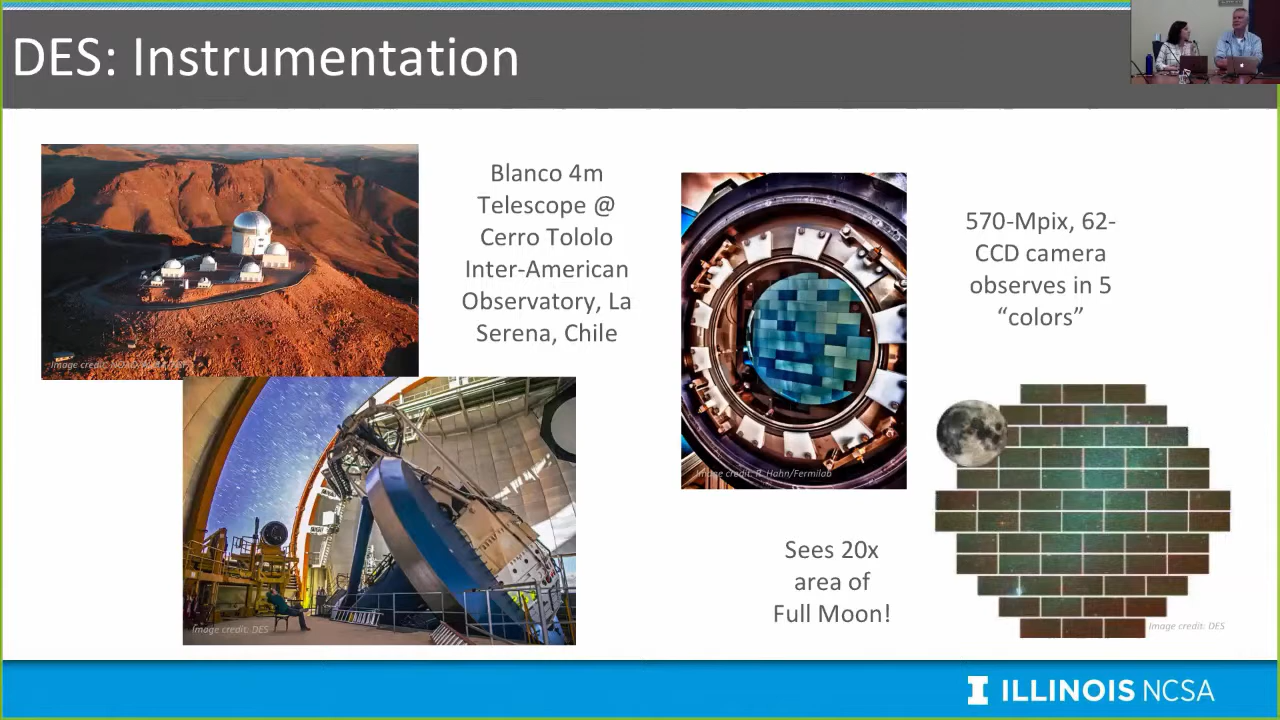 DES: Instrumentation
Blanco 4m
Telescope @
Cerro Tololo
Inter-American
Observatory, La
Serena, Chile
570-Mpix, 62-
CCD camera
observes in 5
“colors”
Image credit:
Image credit: R. Hahn/Fermilab
Sees 20x
area of
Full Moon!
Image credit: DES
Image credit: DES
ILLINOIS NCSA